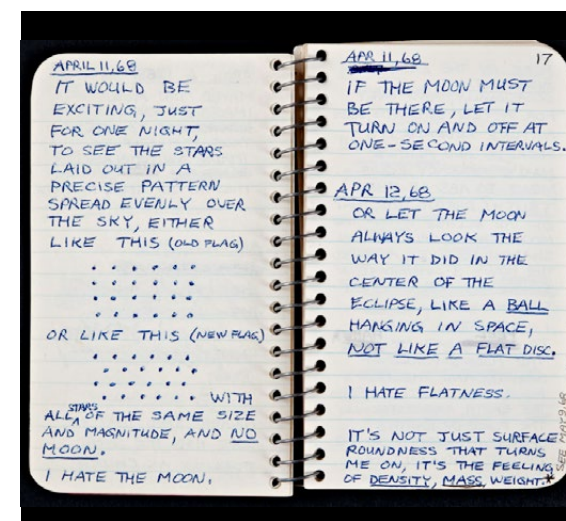 APRIL 11, 68
IT WOULD BE
EXCITING, JUST
FOR ONE NIGHT,
TO SEE THE STARS
LAID OUT IN A
PRECISE PATTERN
SPREAD EVENLY OVER
THE SKY, EITHER
LIKE THIS (OLD FLAG)
OR LIKE THIS (NEW FLAG)
WITH
ALL STARS OF THE SAME SIZE
AND MAGNITUDE, AND NO
MOON.
I HATE THE MOON.
APR 11, 68
17
IF THE MOON MUST
BE THERE, LET IT
TURN ON AND OFF AT
ONE-SECOND INTERVALS.
APR 12, 68
OR LET THE MOON
ALWAYS LOOK THE
WAY IT DID IN THE
CENTER OF THE
ECLIPSE, LIKE A BALL
HANGING IN SPACE,
NOT LIKE A FLAT DISC.
I HATE FLATNESS.
IT'S NOT JUST SURFACE
ROUNDNESS THAT TURNS
ME ON, IT'S THE FEELING
OF DENSITY, MASS, WEIGHT.*
SEE MAY 9, 68